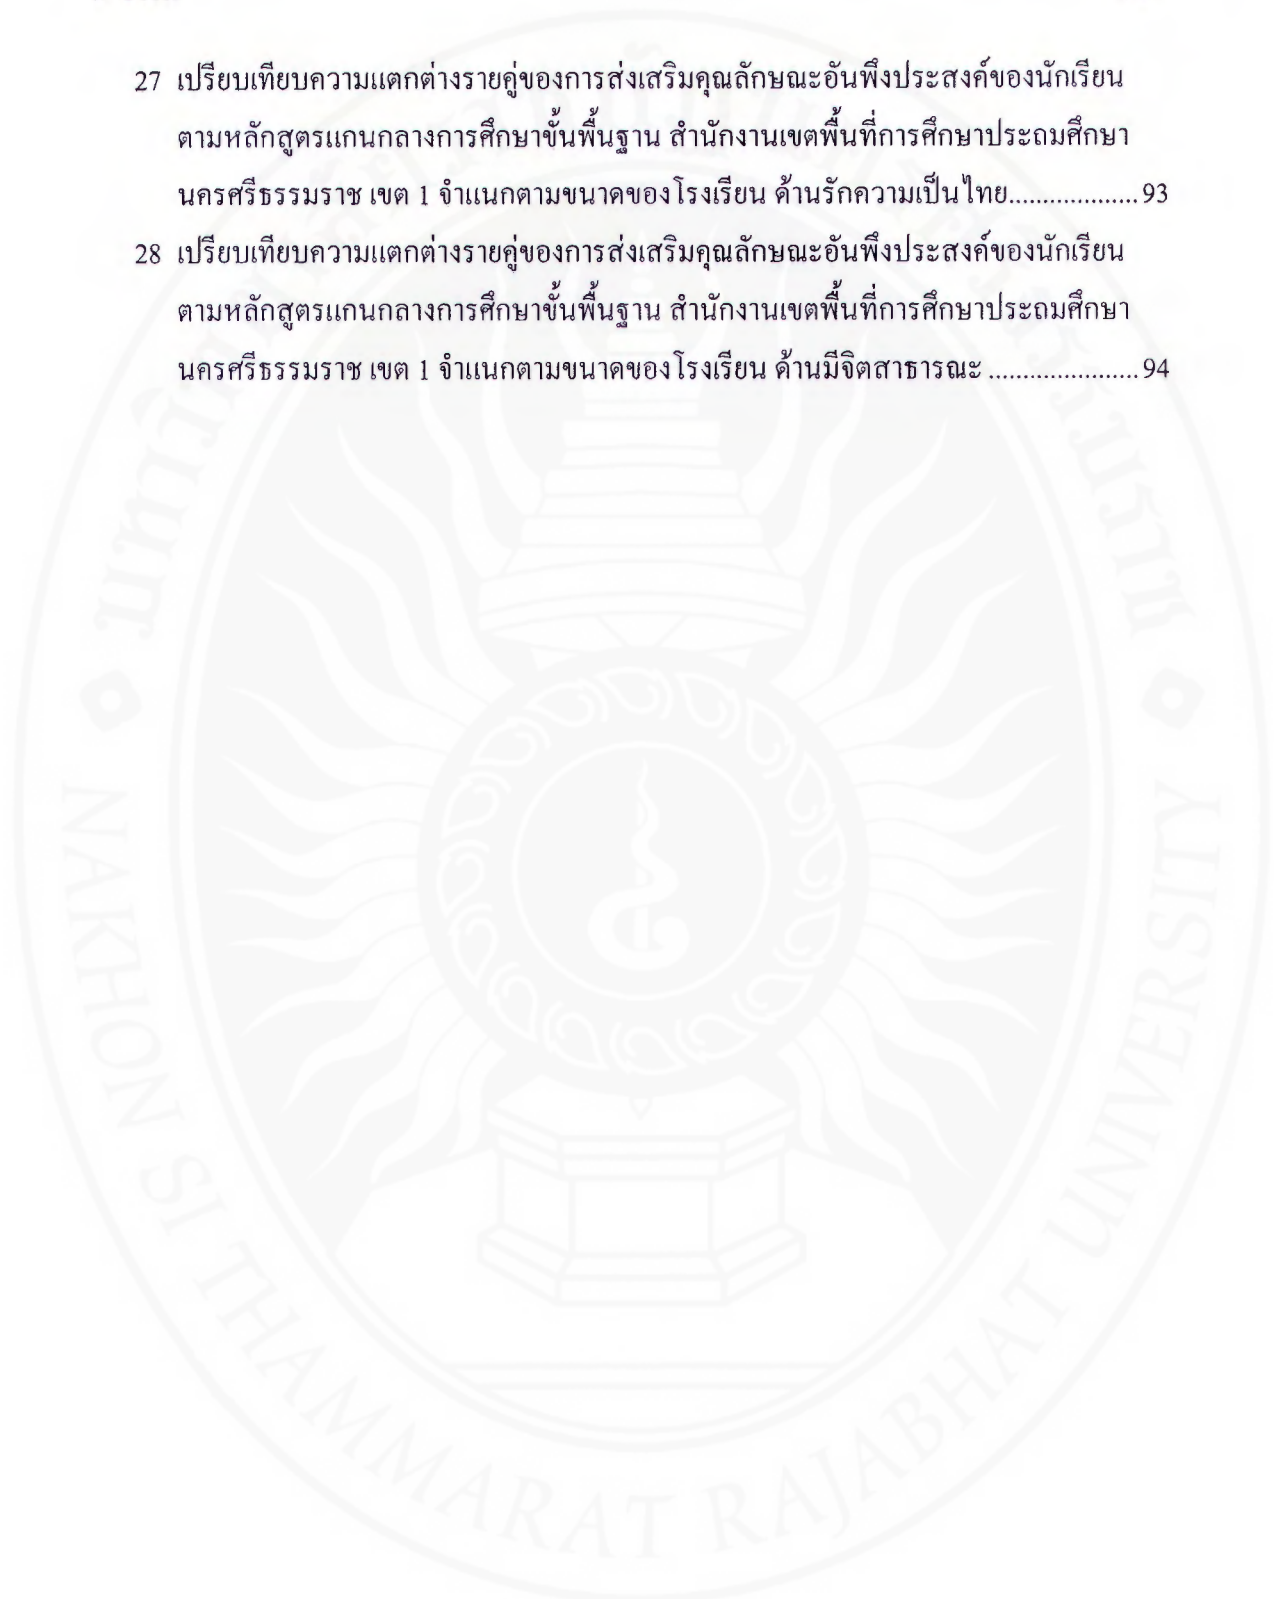 27 เปรียบเทียบความแตกต่างรายคู่ของการส่งเสริมคุณลักษณะอันพึงประสงค์ของนักเรียน
ตามหลักสูตรแกนกลางการศึกษาขั้นพื้นฐาน สำนักงานเขตพื้นที่การศึกษาประถมศึกษา
นครศรีธรรมราช เขต 1 จำแนกตามขนาดของโรงเรียน ด้านรักความเป็นไทย...................93
28 เปรียบเทียบความแตกต่างรายคู่ของการส่งเสริมคุณลักษณะอันพึงประสงค์ของนักเรียน
ตามหลักสูตรแกนกลางการศึกษาขั้นพื้นฐาน สำนักงานเขตพื้นที่การศึกษาประถมศึกษา
นครศรีธรรมราช เขต 1 จำแนกตามขนาดของโรงเรียน ด้านมีจิตสาธารณะ ......................94
NAKHON SI THAMMARAT RAJABHAT UNIVERSITY